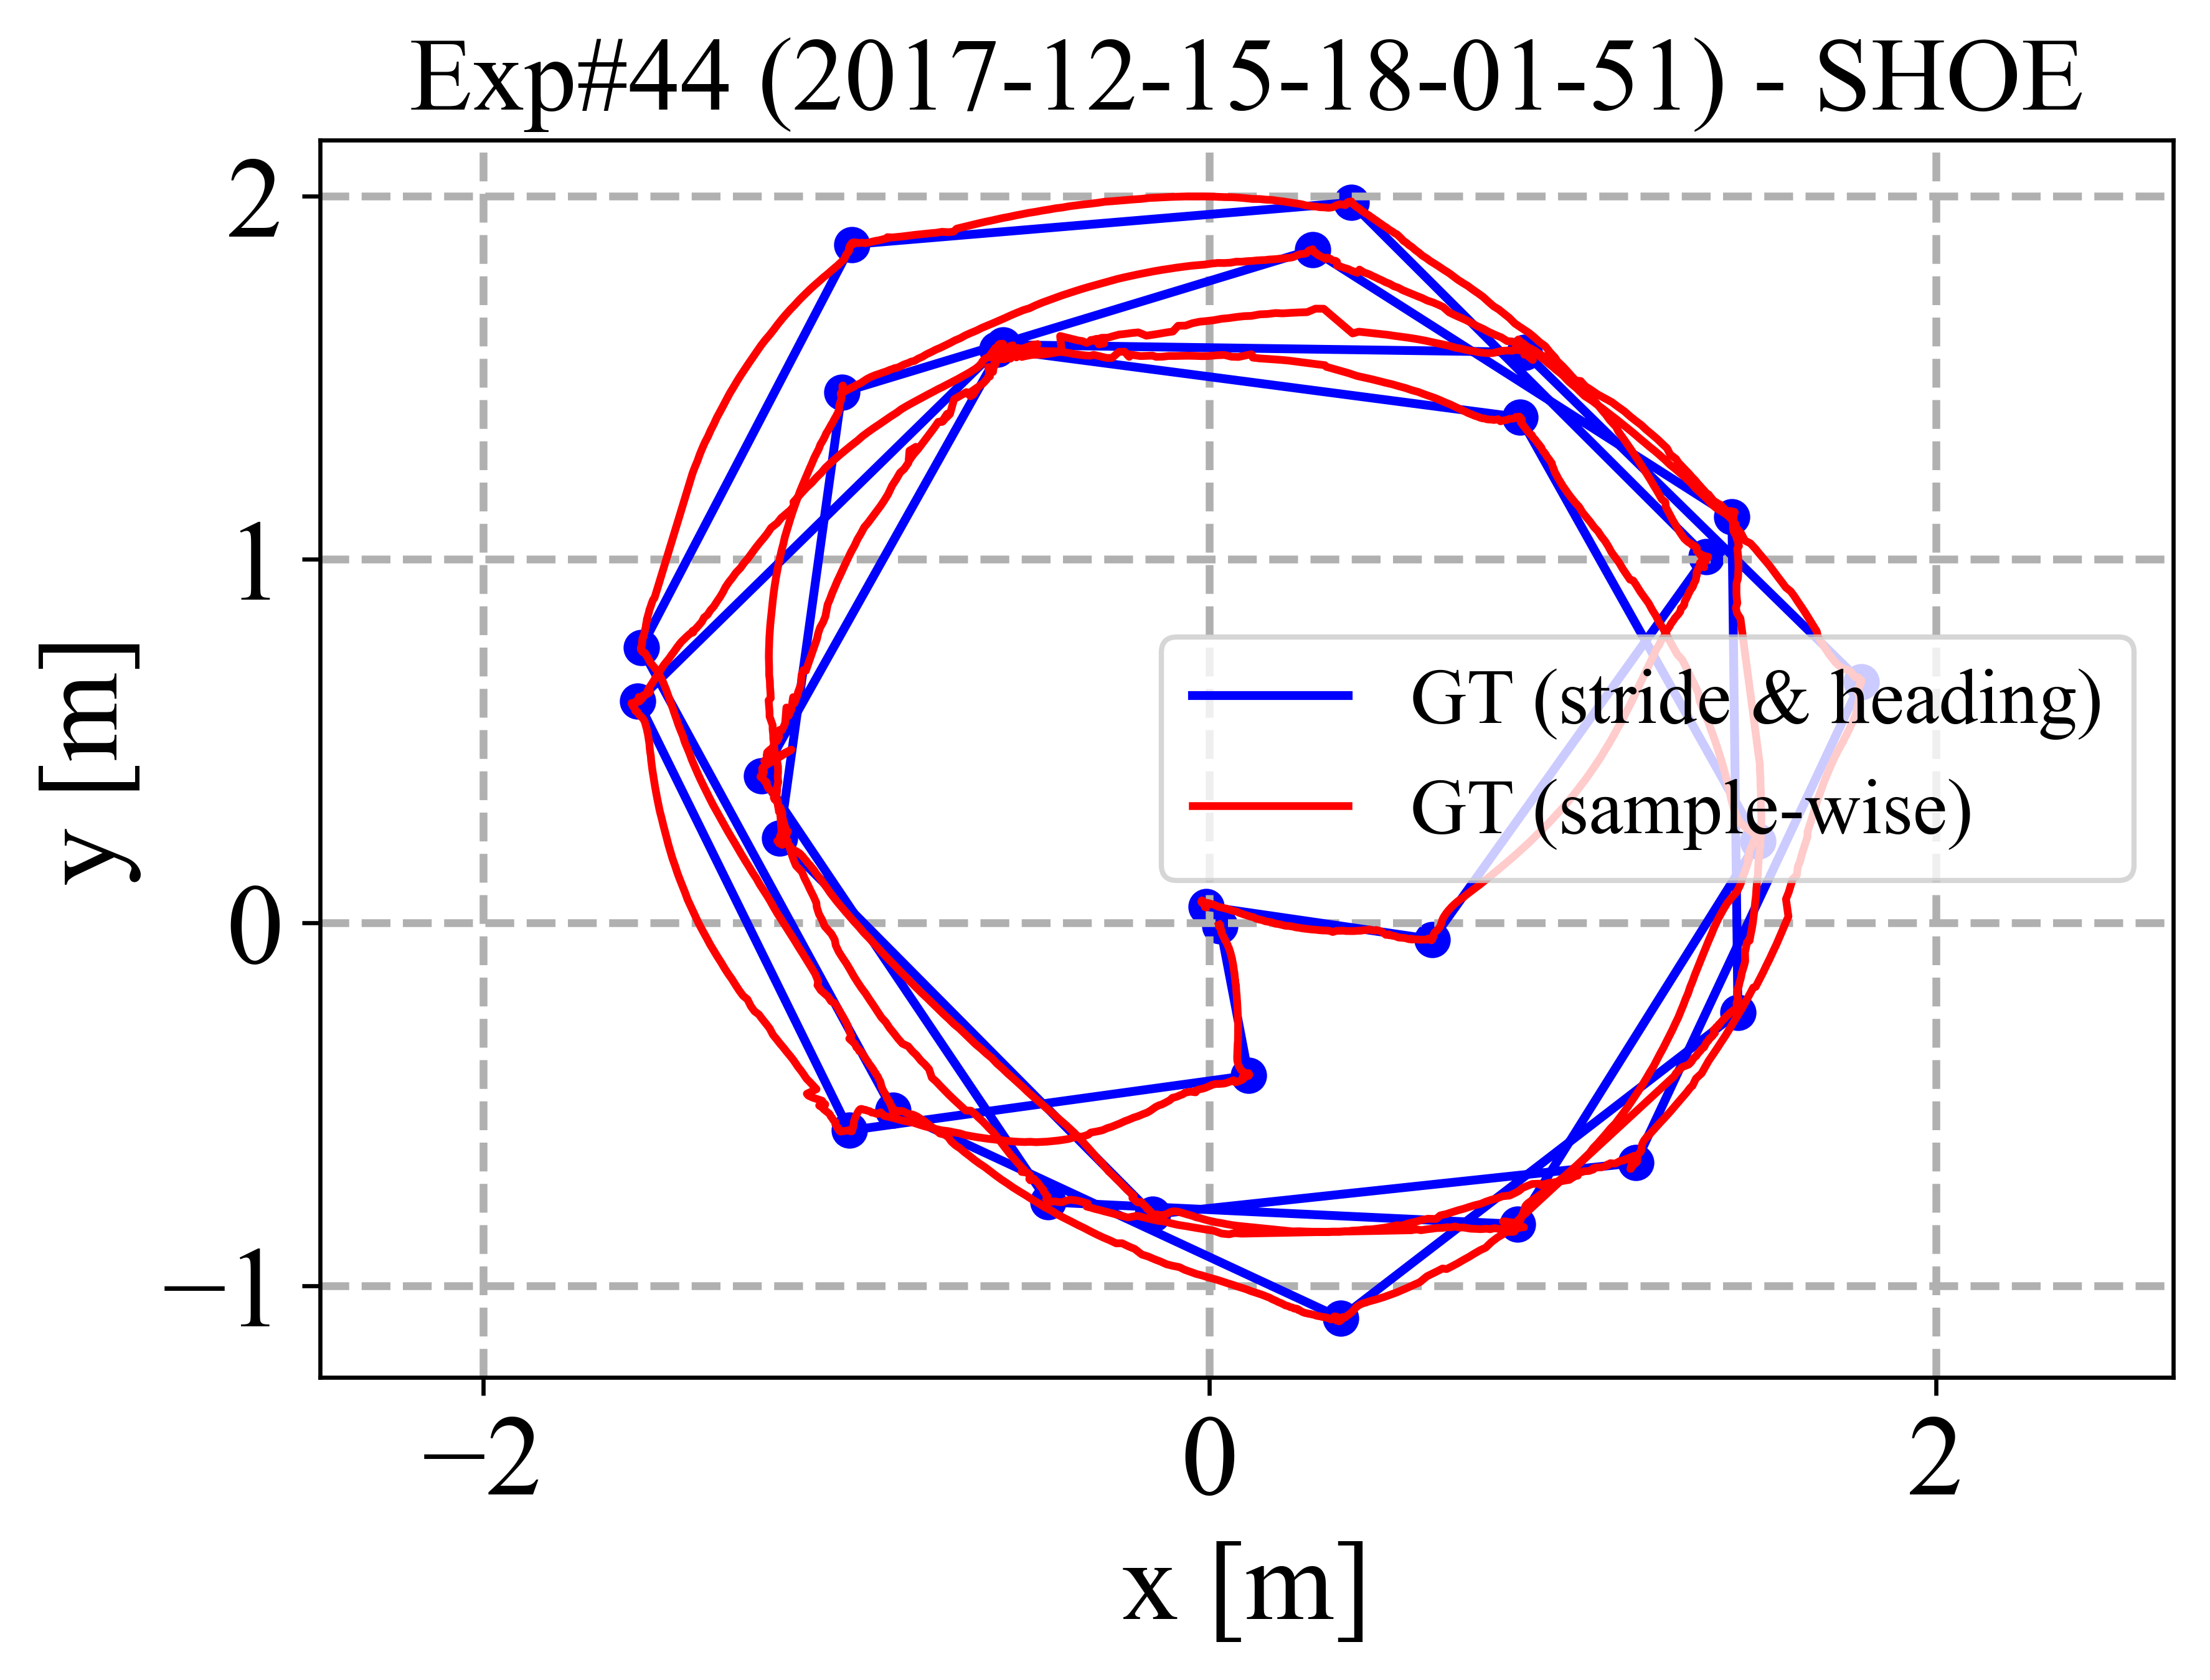 Exp#44 (2017-12-15-18-01-51) - SHOE
2
1
0
−1
y [m]
GT (stride & heading)
GT (sample-wise)
−2
0
2
x [m]